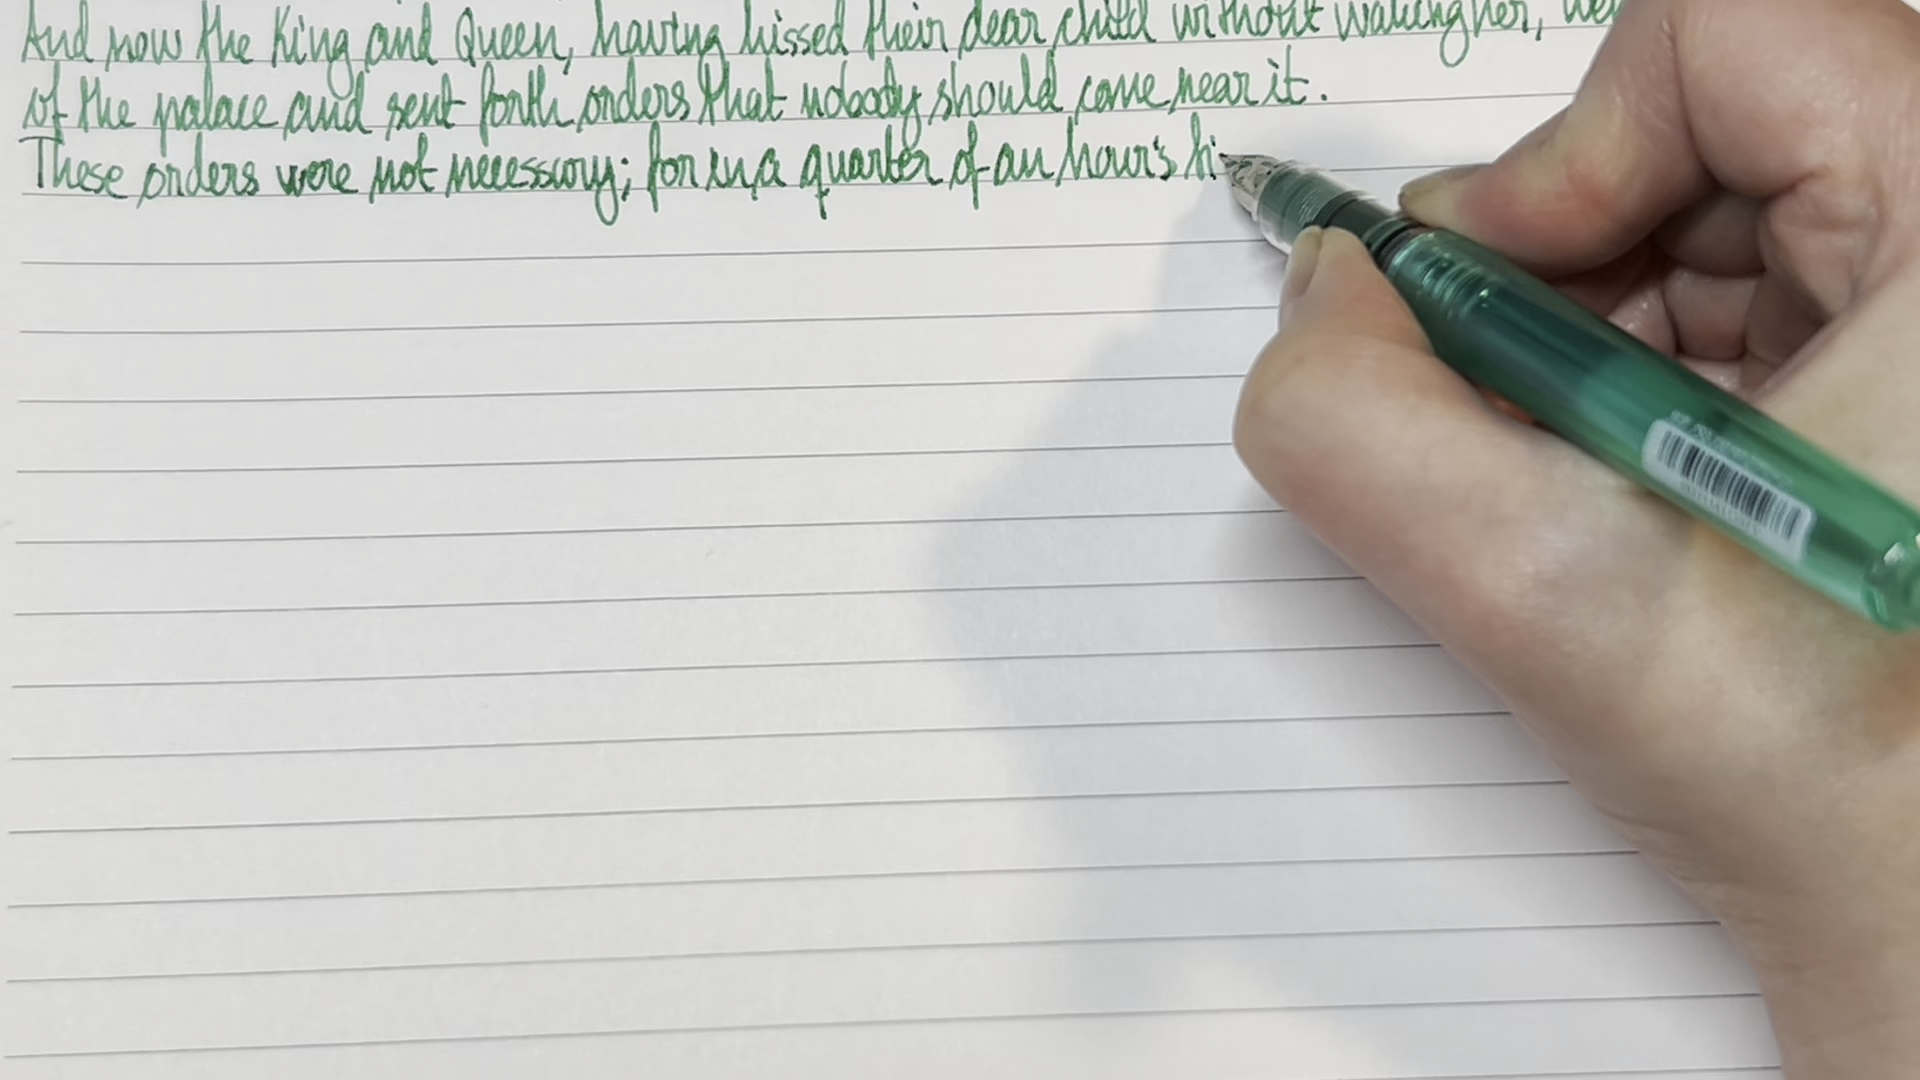 And now the King and Queen, having kissed their dear child without waking her,
of the palace and sent forth orders that nobody should come near it.
These orders were not necessary; for in a quarter of an hour's